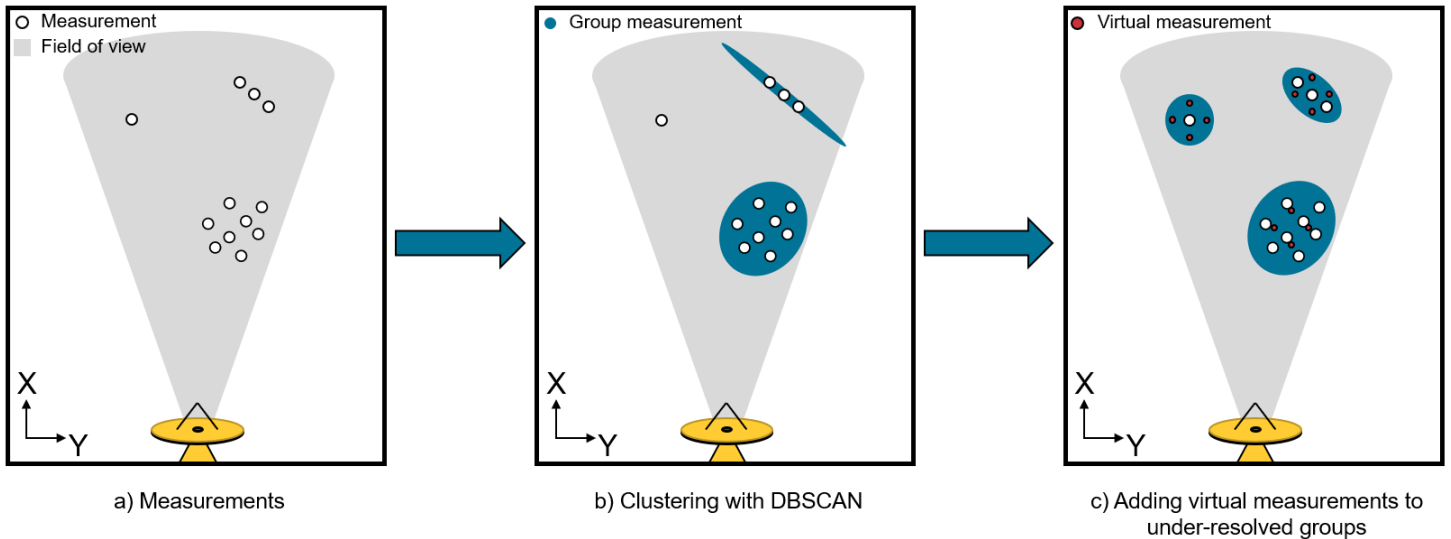 Measurement
Field of view
X
Y
a) Measurements
Group measurement
X
Y
b) Clustering with DBSCAN
Virtual measurement
X
Y
c) Adding virtual measurements to
under-resolved groups